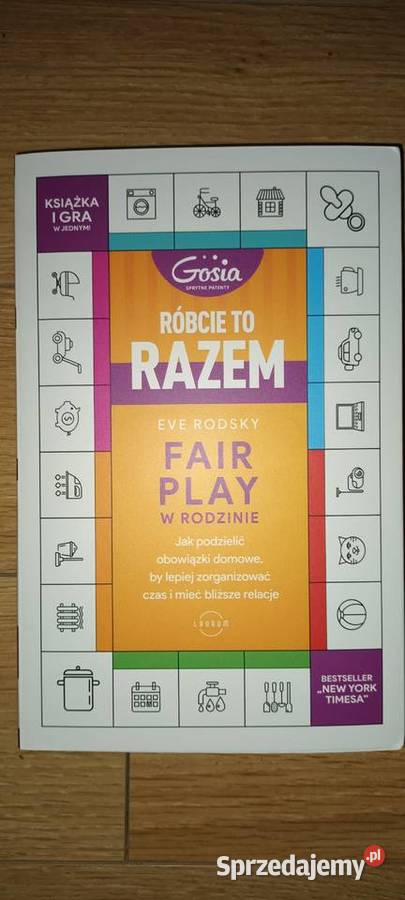 KSIĄŻKA
I GRA
W JEDNYM!
Gosia
SPRYTNE PATENTY
RÓBCIE TO
RAZEM
EVE RODSKY
FAIR
PLAY
W RODZINIE
Jak podzielić
obowiązki domowe,
by lepiej zorganizować
czas i mieć bliższe relacje
LAURUM
BESTSELLER
„NEW YORK
TIMESA”
Sprzedajemy.pl